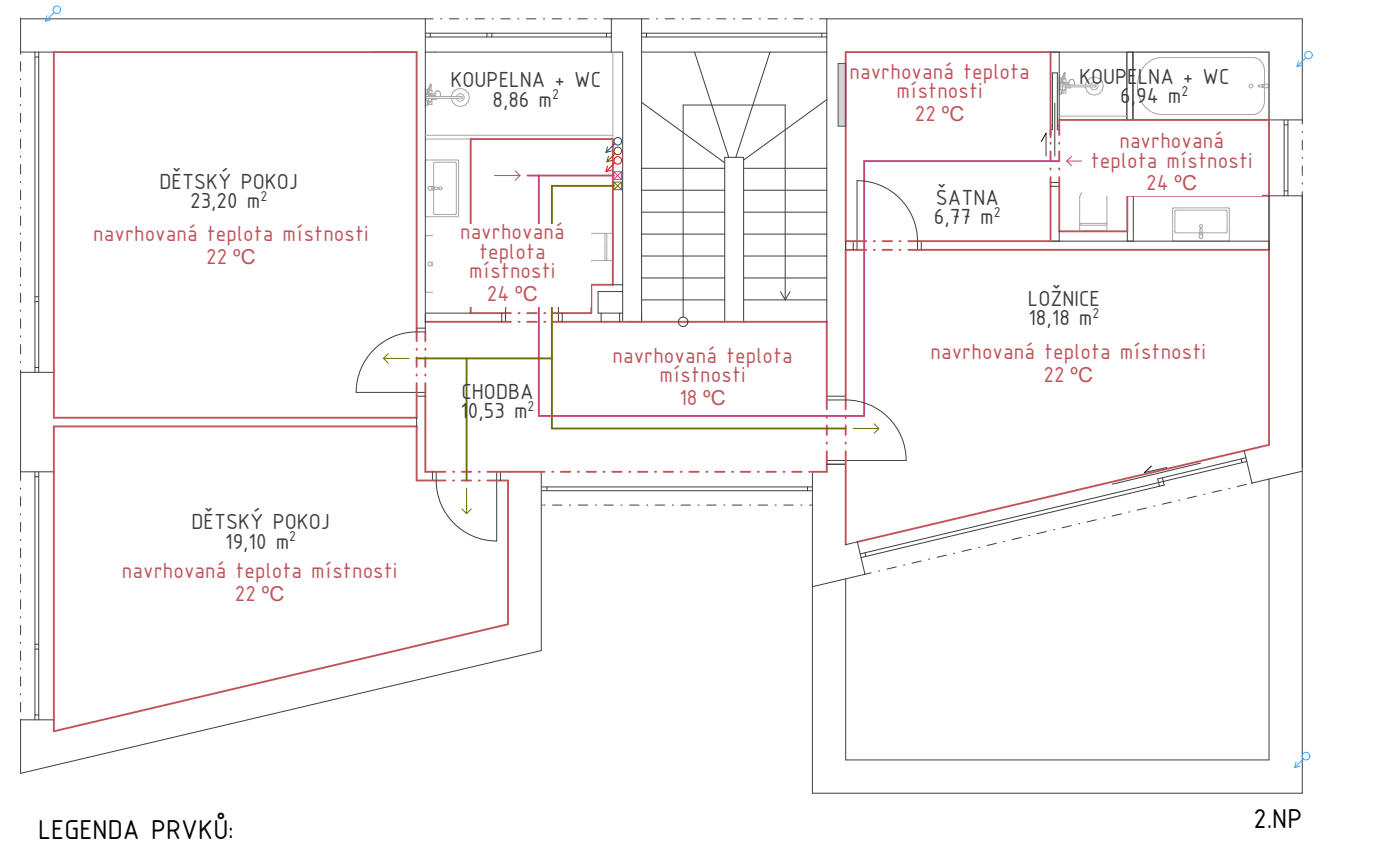 KOUPELNA + WC
8,86 m²
navrhovaná teplota
místnosti
22 °C
KOUPELNA + WC
6,94 m²
navrhovaná
teplota místnosti
24 °C
DĚTSKÝ POKOJ
23,20 m²
navrhovaná teplota místnosti
22 °C
navrhovaná
teplota
místnosti
24 °C
ŠATNA
6,77 m²
LOŽNICE
18,18 m²
navrhovaná teplota místnosti
22 °C
navrhovaná teplota
místnosti
18 °C
CHODBA
10,53 m²
DĚTSKÝ POKOJ
19,10 m²
navrhovaná teplota místnosti
22 °C
LEGENDA PRVKŮ:
2.NP